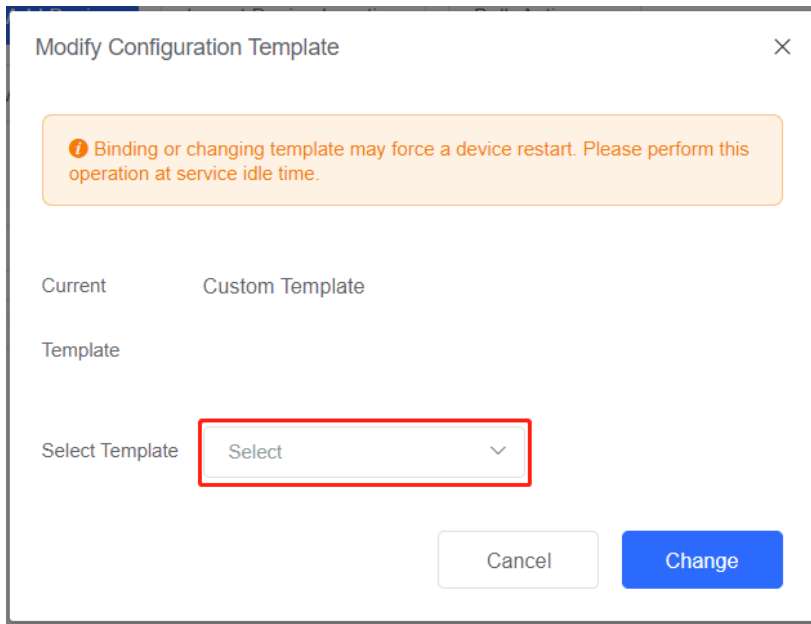 Modify Configuration Template
Binding or changing template may force a device restart. Please perform this
operation at service idle time.
Current Custom Template
Template
Select Template Select
Cancel Change